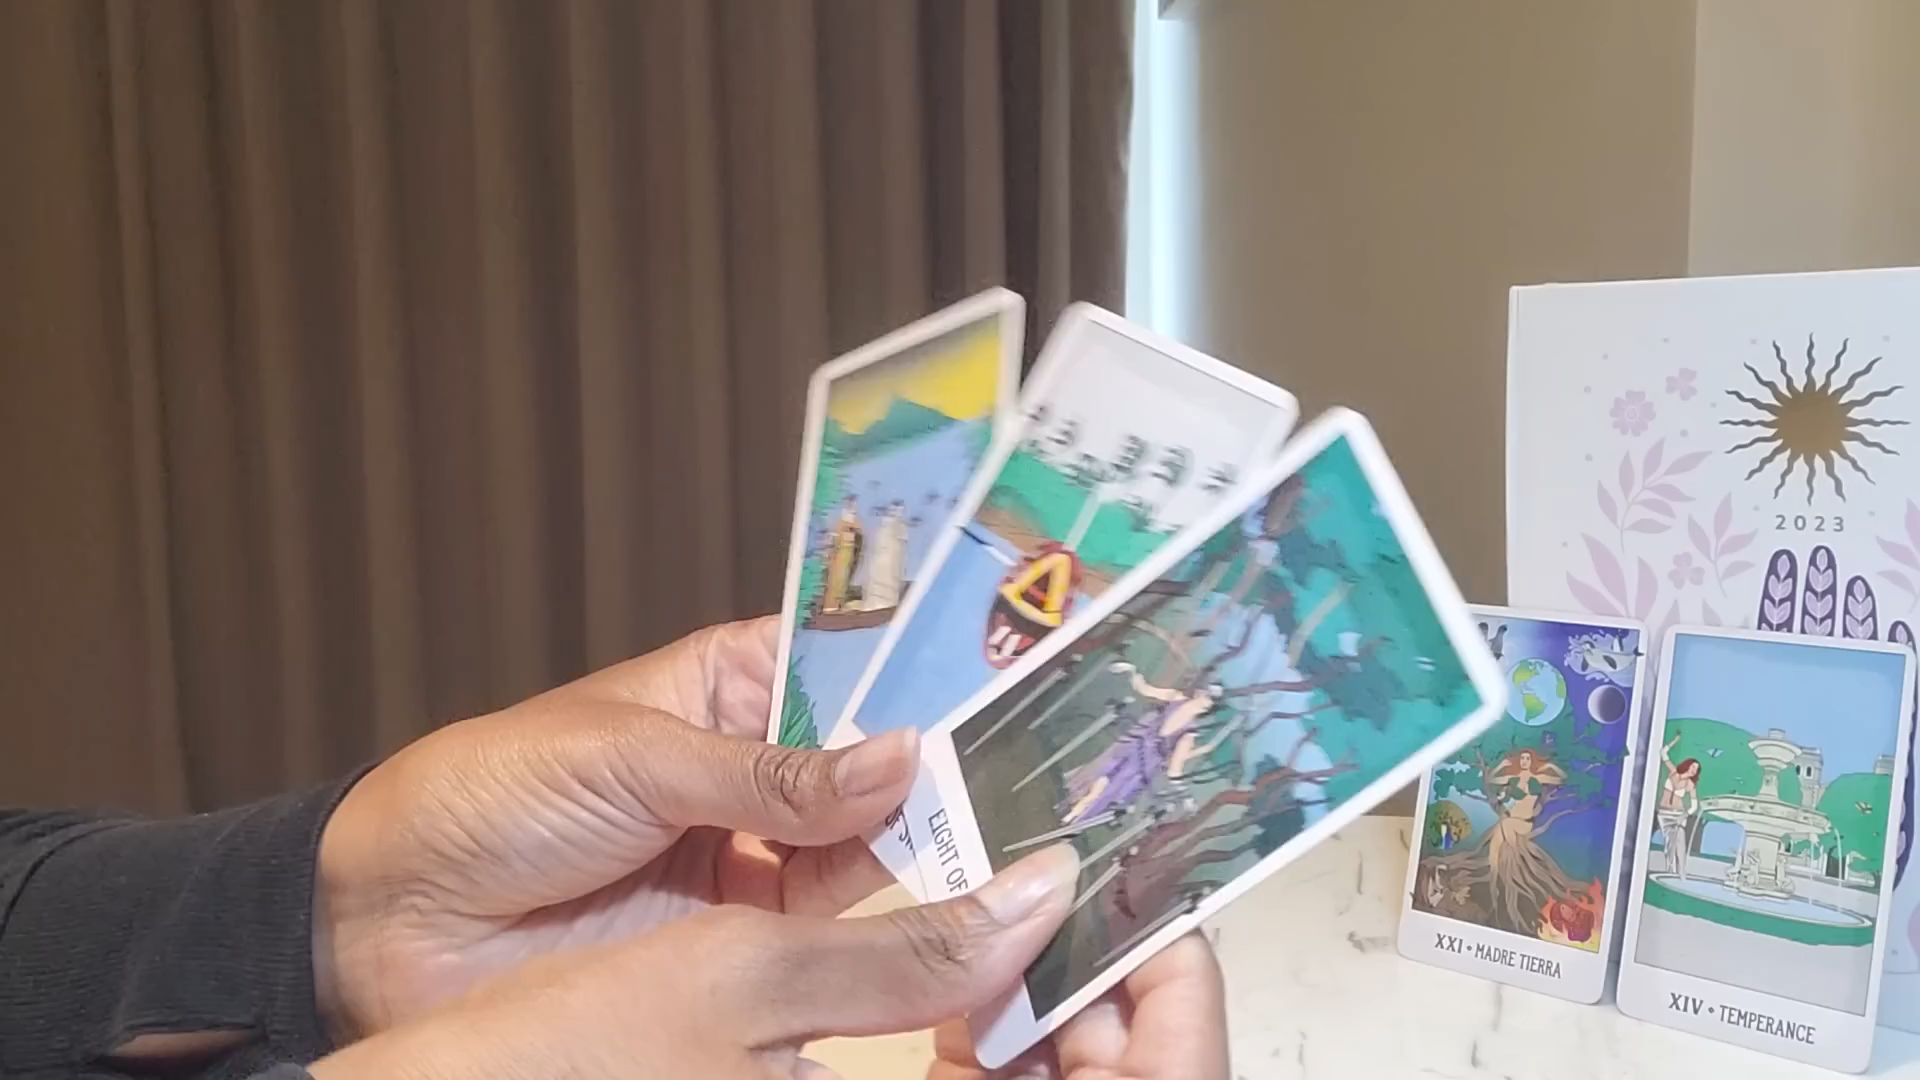 2023
EIGHT OF
XXI • MADRE TIERRA
XIV • TEMPERANCE